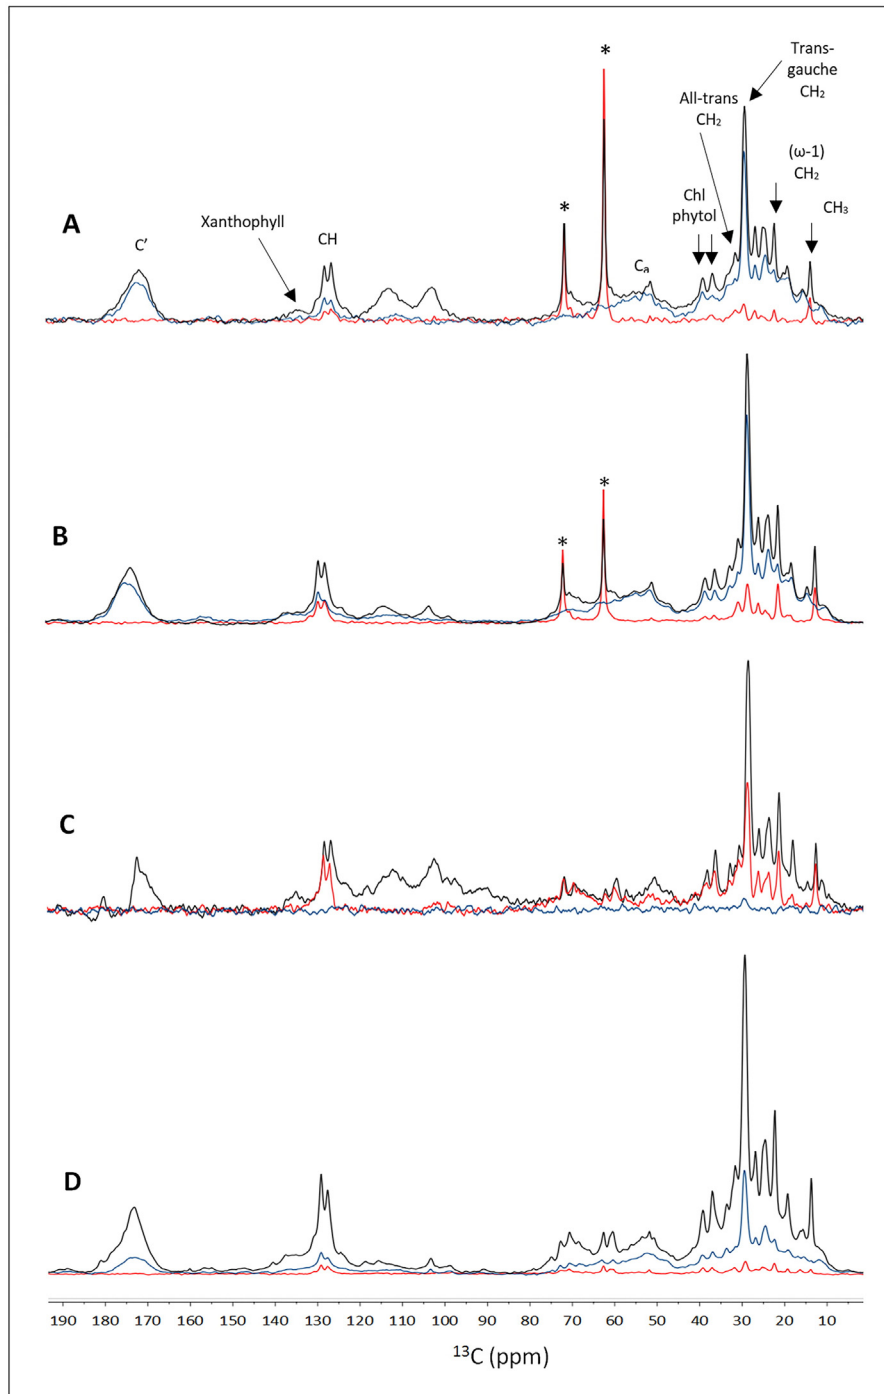 *
Trans-
gauche
CH₂
All-trans
CH₂
(ω-1)
CH₂
*
Chl
phytol
CH₃
A
Xanthophyll
C'
CH
Cₐ
B
*
*
C
D
190 180 170 160 150 140 130 120 110 100 90 80 70 60 50 40 30 20 10
¹³C (ppm)